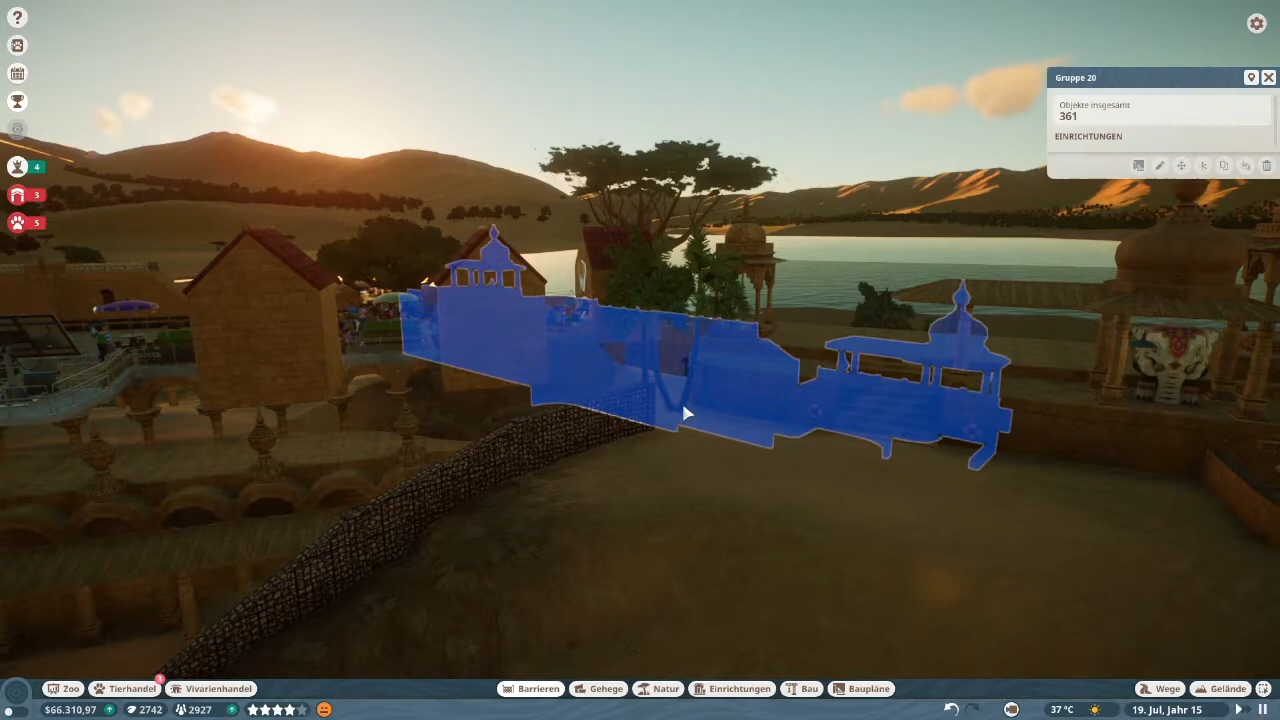 ?
4
3
5
Gruppe 20
Objekte insgesamt
361
EINRICHTUNGEN
Zoo
Tierhandel
3
Vivarienhandel
Barrieren
Gehege
Natur
Einrichtungen
Bau
Baupläne
Wege
Gelände
$66.310,97
2742
2927
37 °C
19. Jul, Jahr 15